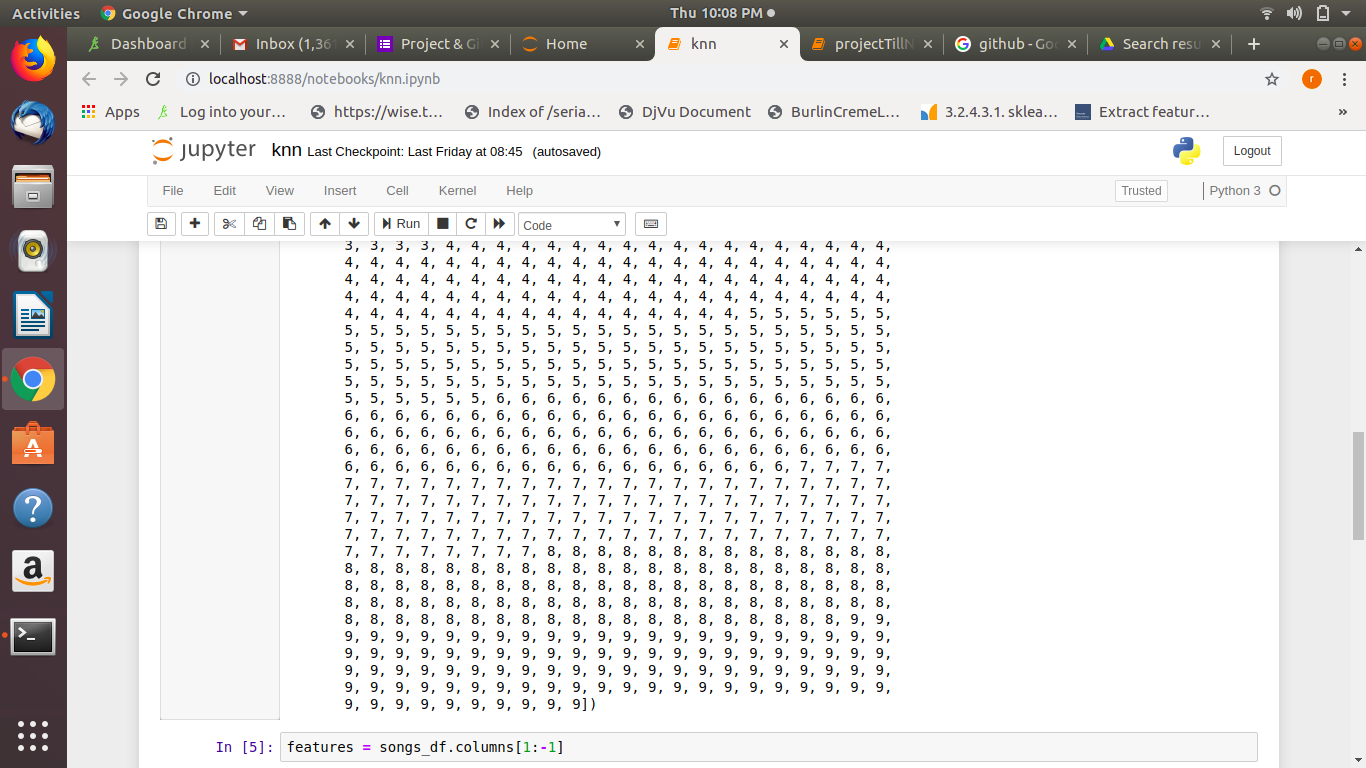 Activities
Google Chrome
Thu 10:08 PM
Dashboard
Inbox (1,36
Project & Gi
Home
knn
projectTillN
github - Goo
Search resu
localhost:8888/notebooks/knn.ipynb
r
Apps
Log into your…
https://wise.t…
Index of /seria…
DjVu Document
BurlinCremeL…
3.2.4.3.1. sklea…
Extract featur…
»
jupyter
knn Last Checkpoint: Last Friday at 08:45 (autosaved)
Logout
File Edit View Insert Cell Kernel Help
Trusted
Python 3
Run
Code
3, 3, 3, 3, 4, 4, 4, 4, 4, 4, 4, 4, 4, 4, 4, 4, 4, 4, 4, 4, 4, 4,
4, 4, 4, 4, 4, 4, 4, 4, 4, 4, 4, 4, 4, 4, 4, 4, 4, 4, 4, 4, 4, 4,
4, 4, 4, 4, 4, 4, 4, 4, 4, 4, 4, 4, 4, 4, 4, 4, 4, 4, 4, 4, 4, 4,
4, 4, 4, 4, 4, 4, 4, 4, 4, 4, 4, 4, 4, 4, 4, 4, 4, 4, 4, 4, 4, 4,
4, 4, 4, 4, 4, 4, 4, 4, 4, 4, 4, 4, 4, 4, 4, 4, 5, 5, 5, 5, 5, 5,
5, 5, 5, 5, 5, 5, 5, 5, 5, 5, 5, 5, 5, 5, 5, 5, 5, 5, 5, 5, 5, 5,
5, 5, 5, 5, 5, 5, 5, 5, 5, 5, 5, 5, 5, 5, 5, 5, 5, 5, 5, 5, 5, 5,
5, 5, 5, 5, 5, 5, 5, 5, 5, 5, 5, 5, 5, 5, 5, 5, 5, 5, 5, 5, 5, 5,
5, 5, 5, 5, 5, 5, 5, 5, 5, 5, 5, 5, 5, 5, 5, 5, 5, 5, 5, 5, 5, 5,
5, 5, 5, 5, 5, 5, 6, 6, 6, 6, 6, 6, 6, 6, 6, 6, 6, 6, 6, 6, 6, 6,
6, 6, 6, 6, 6, 6, 6, 6, 6, 6, 6, 6, 6, 6, 6, 6, 6, 6, 6, 6, 6, 6,
6, 6, 6, 6, 6, 6, 6, 6, 6, 6, 6, 6, 6, 6, 6, 6, 6, 6, 6, 6, 6, 6,
6, 6, 6, 6, 6, 6, 6, 6, 6, 6, 6, 6, 6, 6, 6, 6, 6, 6, 6, 6, 6, 6,
6, 6, 6, 6, 6, 6, 6, 6, 6, 6, 6, 6, 6, 6, 6, 6, 6, 6, 7, 7, 7, 7,
7, 7, 7, 7, 7, 7, 7, 7, 7, 7, 7, 7, 7, 7, 7, 7, 7, 7, 7, 7, 7, 7,
7, 7, 7, 7, 7, 7, 7, 7, 7, 7, 7, 7, 7, 7, 7, 7, 7, 7, 7, 7, 7, 7,
7, 7, 7, 7, 7, 7, 7, 7, 7, 7, 7, 7, 7, 7, 7, 7, 7, 7, 7, 7, 7, 7,
7, 7, 7, 7, 7, 7, 7, 7, 7, 7, 7, 7, 7, 7, 7, 7, 7, 7, 7, 7, 7, 7,
7, 7, 7, 7, 7, 7, 7, 7, 8, 8, 8, 8, 8, 8, 8, 8, 8, 8, 8, 8, 8, 8,
8, 8, 8, 8, 8, 8, 8, 8, 8, 8, 8, 8, 8, 8, 8, 8, 8, 8, 8, 8, 8, 8,
8, 8, 8, 8, 8, 8, 8, 8, 8, 8, 8, 8, 8, 8, 8, 8, 8, 8, 8, 8, 8, 8,
8, 8, 8, 8, 8, 8, 8, 8, 8, 8, 8, 8, 8, 8, 8, 8, 8, 8, 8, 8, 8, 8,
8, 8, 8, 8, 8, 8, 8, 8, 8, 8, 8, 8, 8, 8, 8, 8, 8, 8, 8, 8, 9, 9,
9, 9, 9, 9, 9, 9, 9, 9, 9, 9, 9, 9, 9, 9, 9, 9, 9, 9, 9, 9, 9, 9,
9, 9, 9, 9, 9, 9, 9, 9, 9, 9, 9, 9, 9, 9, 9, 9, 9, 9, 9, 9, 9, 9,
9, 9, 9, 9, 9, 9, 9, 9, 9, 9, 9, 9, 9, 9, 9, 9, 9, 9, 9, 9, 9, 9,
9, 9, 9, 9, 9, 9, 9, 9, 9, 9, 9, 9, 9, 9, 9, 9, 9, 9, 9, 9, 9, 9,
9, 9, 9, 9, 9, 9, 9, 9, 9, 9])
In [5]: features = songs_df.columns[1:-1]